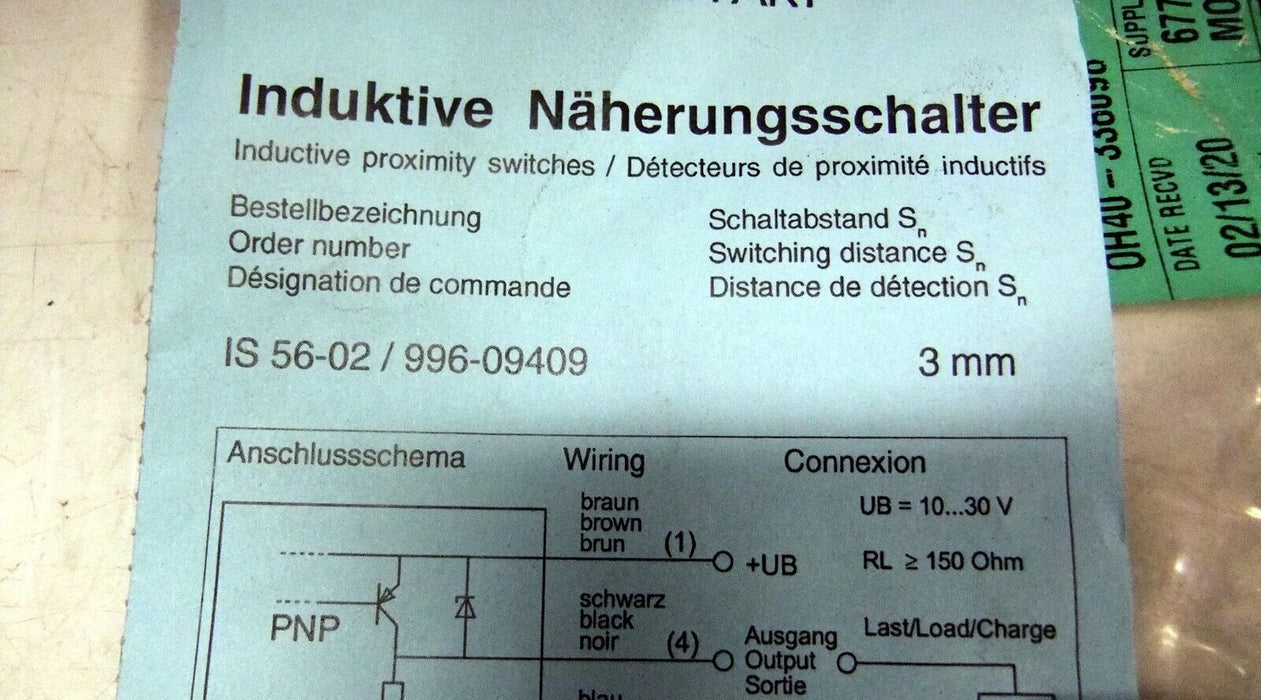 Induktive Näherungsschalter
Inductive proximity switches / Détecteurs de proximité inductifs
Bestellbezeichnung
Order number
Désignation de commande
Schaltabstand Sn
Switching distance Sn
Distance de détection Sn
IS 56-02 / 996-09409
3 mm
Anschlussschema
Wiring
Connexion
braun
brown
brun
(1)
+UB
UB = 10...30 V
RL ≥ 150 Ohm
PNP
schwarz
black
noir
(4)
Ausgang
Output
Sortie
Last/Load/Charge
blau
DATE RECVD
02/13/20